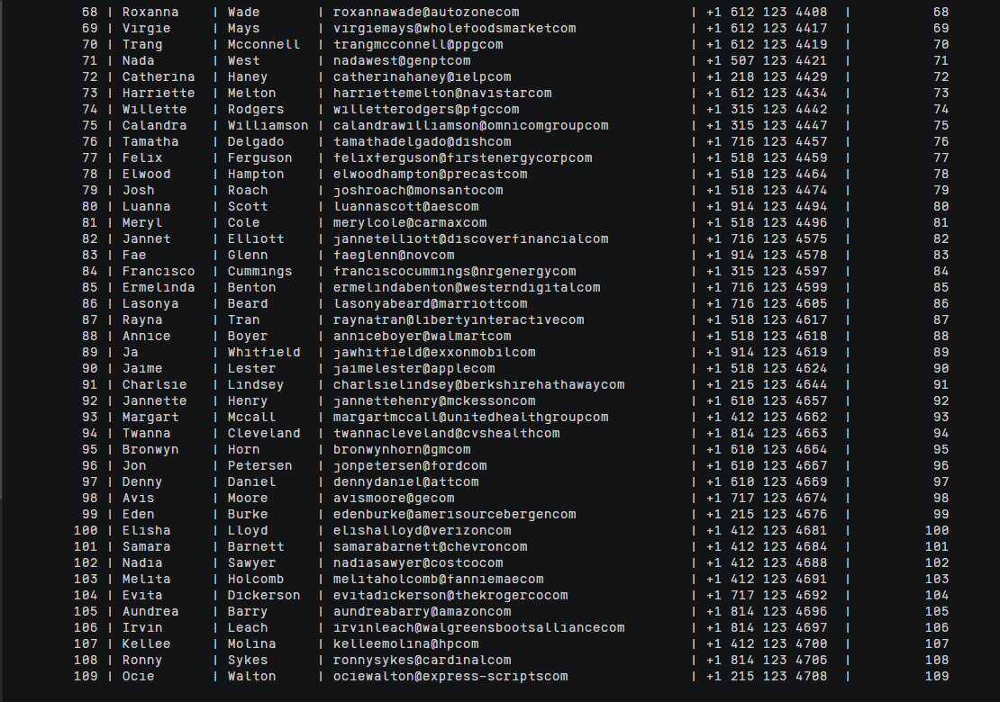 68 | Roxanna | Wade | roxannawade@autozonecom | +1 612 123 4408 | 68
69 | Virgie | Mays | virgiemays@wholefoodsmarketcom | +1 612 123 4417 | 69
70 | Trang | Mcconnell | trangmcconnell@ppgcom | +1 612 123 4419 | 70
71 | Nada | West | nadawest@genptcom | +1 507 123 4421 | 71
72 | Catherina | Haney | catherinahaney@ielpcom | +1 218 123 4429 | 72
73 | Harriette | Melton | harriettemelton@navistarcom | +1 612 123 4434 | 73
74 | Willette | Rodgers | willetterodgers@pfgccom | +1 315 123 4442 | 74
75 | Calandra | Williamson | calandrawilliamson@omnicomgroupcom | +1 315 123 4447 | 75
76 | Tamatha | Delgado | tamathadelgado@dishcom | +1 716 123 4457 | 76
77 | Felix | Ferguson | felixferguson@firstenergycorpcom | +1 518 123 4459 | 77
78 | Elwood | Hampton | elwoodhampton@precastcom | +1 518 123 4464 | 78
79 | Josh | Roach | joshroach@monsantocom | +1 518 123 4474 | 79
80 | Luanna | Scott | luannascott@aescom | +1 914 123 4494 | 80
81 | Meryl | Cole | merylcole@carmaxcom | +1 518 123 4496 | 81
82 | Jannet | Elliott | jannetelliott@discoverfinancialcom | +1 716 123 4575 | 82
83 | Fae | Glenn | faeglenn@novcom | +1 914 123 4578 | 83
84 | Francisco | Cummings | franciscocummings@nrgenergycom | +1 315 123 4597 | 84
85 | Ermelinda | Benton | ermelindabenton@westerndigitalcom | +1 716 123 4599 | 85
86 | Lasonya | Beard | lasonyabeard@marriottcom | +1 716 123 4605 | 86
87 | Rayna | Tran | raynatran@libertyinteractivecom | +1 518 123 4617 | 87
88 | Annice | Boyer | anniceboyer@walmartcom | +1 518 123 4618 | 88
89 | Ja | Whitfield | jawhitfield@exxonmobilcom | +1 914 123 4619 | 89
90 | Jaime | Lester | jaimelester@applecom | +1 518 123 4624 | 90
91 | Charlsie | Lindsey | charlsielindsey@berkshirehathawaycom | +1 215 123 4644 | 91
92 | Jannette | Henry | jannettehenry@mckessoncom | +1 610 123 4657 | 92
93 | Margart | Mccall | margartmccall@unitedhealthgroupcom | +1 412 123 4662 | 93
94 | Twanna | Cleveland | twannacleveland@cvshealthcom | +1 814 123 4663 | 94
95 | Bronwyn | Horn | bronwynhorn@gmcom | +1 610 123 4664 | 95
96 | Jon | Petersen | jonpetersen@fordcom | +1 610 123 4667 | 96
97 | Denny | Daniel | dennydaniel@attcom | +1 610 123 4669 | 97
98 | Avis | Moore | avismoore@gecom | +1 717 123 4674 | 98
99 | Eden | Burke | edenburke@amerisourcebergencom | +1 215 123 4676 | 99
100 | Elisha | Lloyd | elishalloyd@verizoncom | +1 412 123 4681 | 100
101 | Samara | Barnett | samarabarnett@chevroncom | +1 412 123 4684 | 101
102 | Nadia | Sawyer | nadiasawyer@costcocom | +1 412 123 4688 | 102
103 | Melita | Holcomb | melitaholcomb@fanniemaecom | +1 412 123 4691 | 103
104 | Evita | Dickerson | evitadickerson@thekrogercocom | +1 717 123 4692 | 104
105 | Aundrea | Barry | aundreabarry@amazoncom | +1 814 123 4696 | 105
106 | Irvin | Leach | irvinleach@walgreensbootsalliancecom | +1 814 123 4697 | 106
107 | Kellee | Molina | kelleemolina@hpcom | +1 412 123 4700 | 107
108 | Ronny | Sykes | ronnysykes@cardinalcom | +1 814 123 4706 | 108
109 | Ocie | Walton | ociewalton@express-scriptscom | +1 215 123 4708 | 109